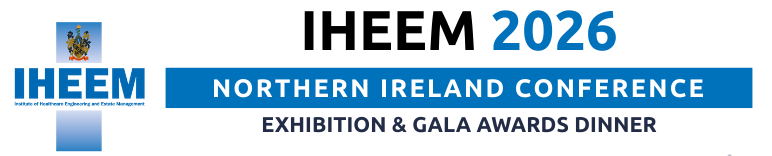 IHEEM
Institute of Healthcare Engineering and Estate Management
IHEEM 2026
NORTHERN IRELAND CONFERENCE
EXHIBITION & GALA AWARDS DINNER